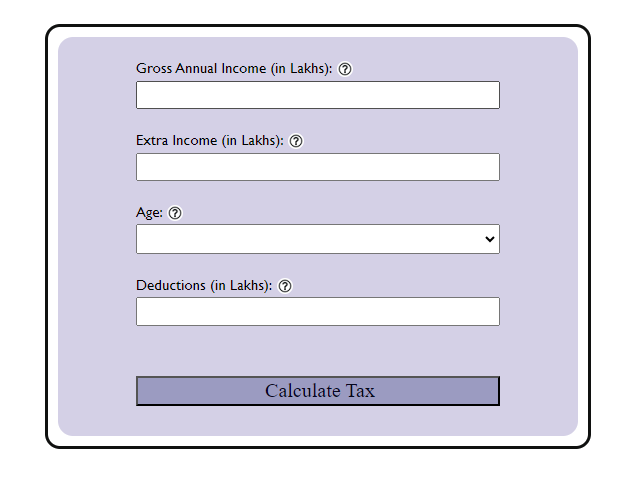 Gross Annual Income (in Lakhs): ?
Extra Income (in Lakhs): ?
Age: ?
Deductions (in Lakhs): ?
Calculate Tax